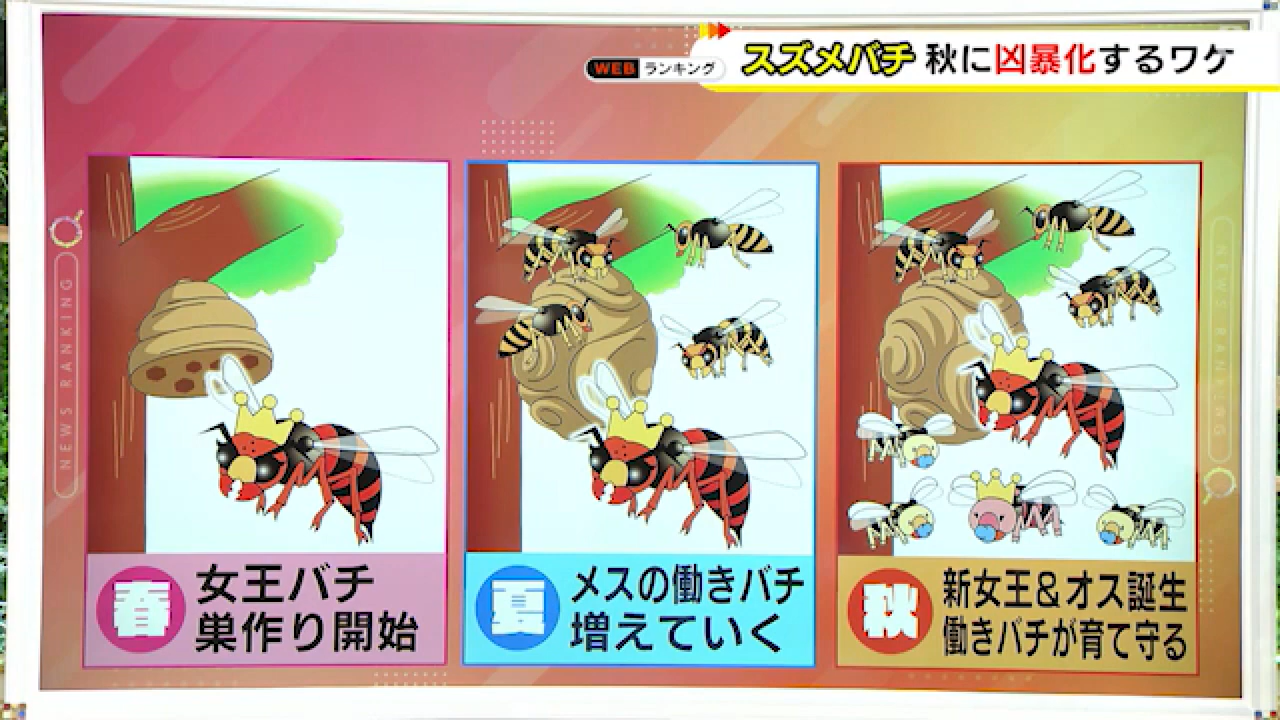 WEB ランキング
スズメバチ 秋に凶暴化するワケ
NEWS RANKING
NEWS RANKING
春
女王バチ
巣作り開始
夏
メスの働きバチ
増えていく
秋
新女王&オス誕生
働きバチが育て守る